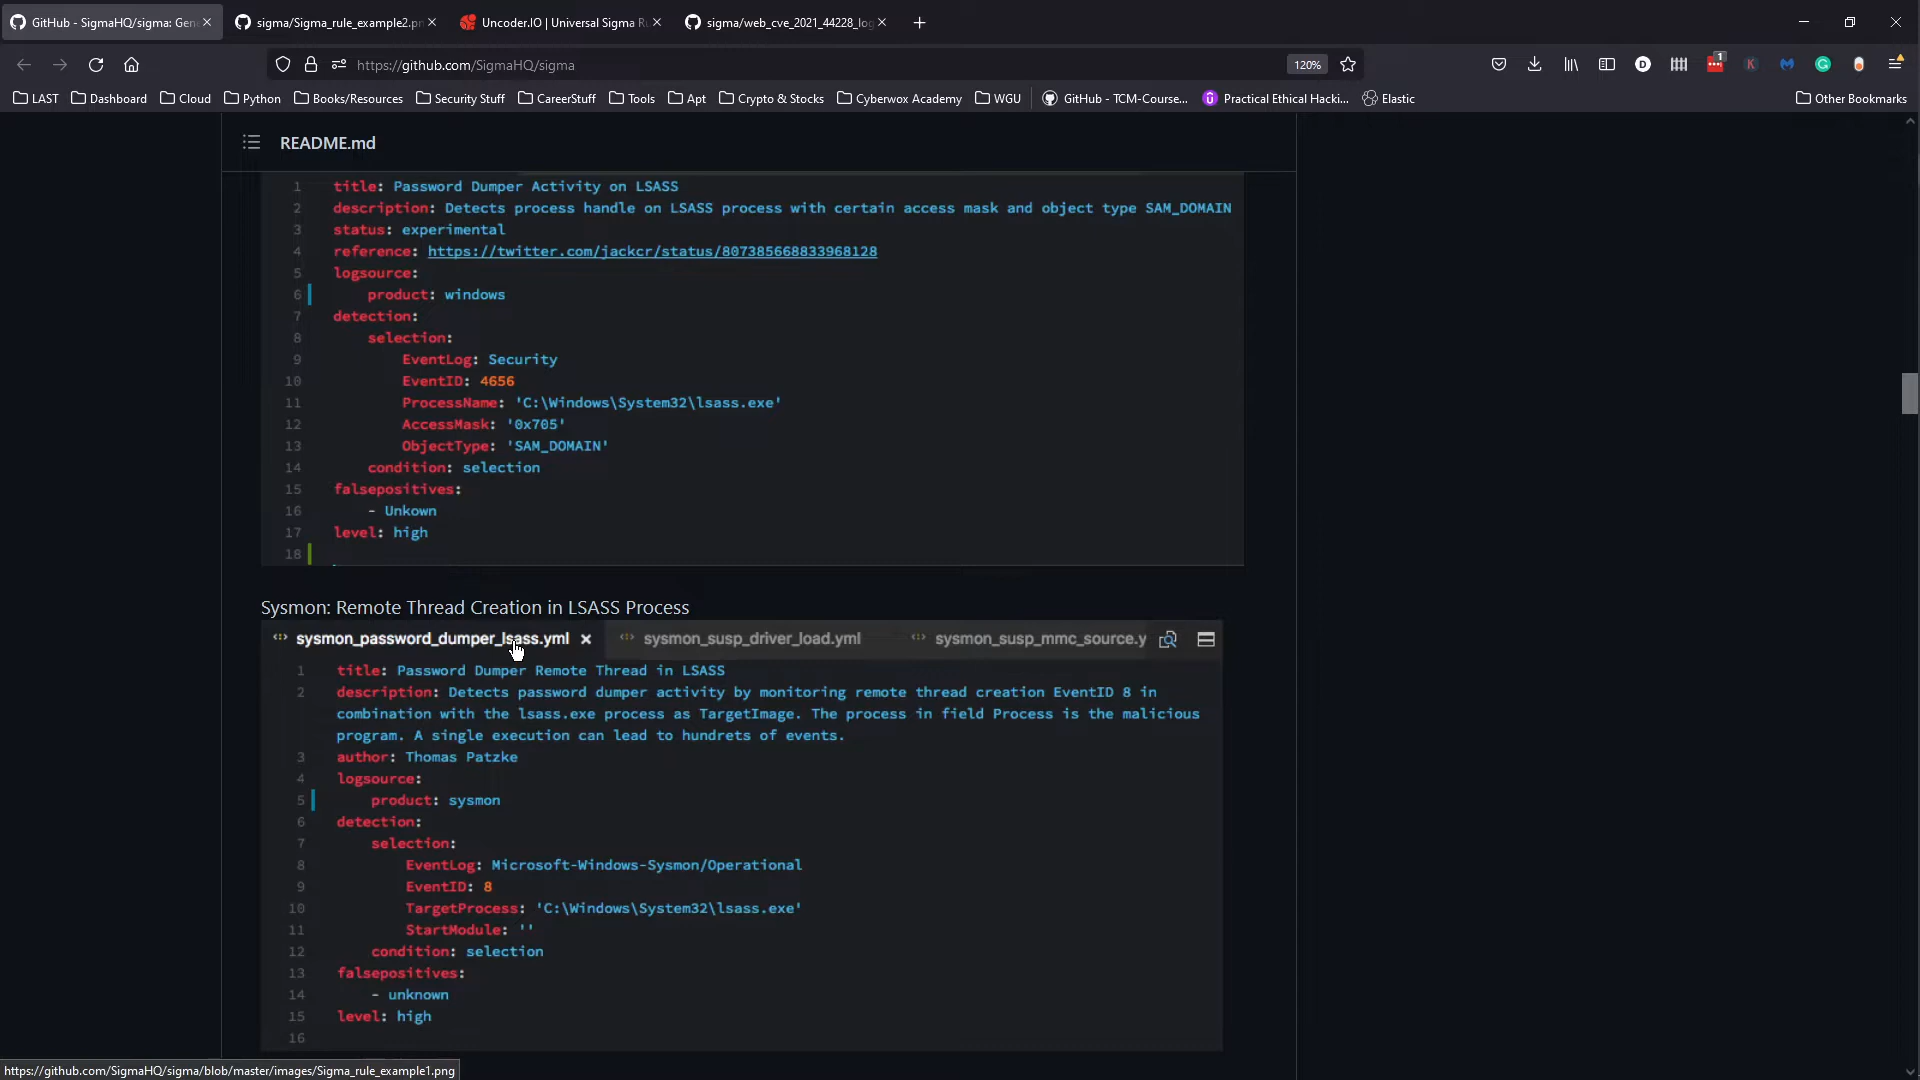 GitHub - SigmaHQ/sigma: Gen
sigma/Sigma_rule_example2.pn
Uncoder.IO | Universal Sigma Ru
sigma/web_cve_2021_44228_log
https://github.com/SigmaHQ/sigma
120%
1
LAST
Dashboard
Cloud
Python
Books/Resources
Security Stuff
CareerStuff
Tools
Apt
Crypto & Stocks
Cyberwox Academy
WGU
GitHub - TCM-Course...
Practical Ethical Hacki...
Elastic
Other Bookmarks
README.md
1 title: Password Dumper Activity on LSASS
2 description: Detects process handle on LSASS process with certain access mask and object type SAM_DOMAIN
3 status: experimental
4 reference: https://twitter.com/jackcr/status/807385668833968128
5 logsource:
6 product: windows
7 detection:
8 selection:
9 EventLog: Security
10 EventID: 4656
11 ProcessName: 'C:\Windows\System32\lsass.exe'
12 AccessMask: '0x705'
13 ObjectType: 'SAM_DOMAIN'
14 condition: selection
15 falsepositives:
16 - Unkown
17 level: high
18
Sysmon: Remote Thread Creation in LSASS Process
sysmon_password_dumper_lsass.yml
sysmon_susp_driver_load.yml
sysmon_susp_mmc_source.y
1 title: Password Dumper Remote Thread in LSASS
2 description: Detects password dumper activity by monitoring remote thread creation EventID 8 in
combination with the lsass.exe process as TargetImage. The process in field Process is the malicious
program. A single execution can lead to hundrets of events.
3 author: Thomas Patzke
4 logsource:
5 product: sysmon
6 detection:
7 selection:
8 EventLog: Microsoft-Windows-Sysmon/Operational
9 EventID: 8
10 TargetProcess: 'C:\Windows\System32\lsass.exe'
11 StartModule: ''
12 condition: selection
13 falsepositives:
14 - unknown
15 level: high
16
https://github.com/SigmaHQ/sigma/blob/master/images/Sigma_rule_example1.png